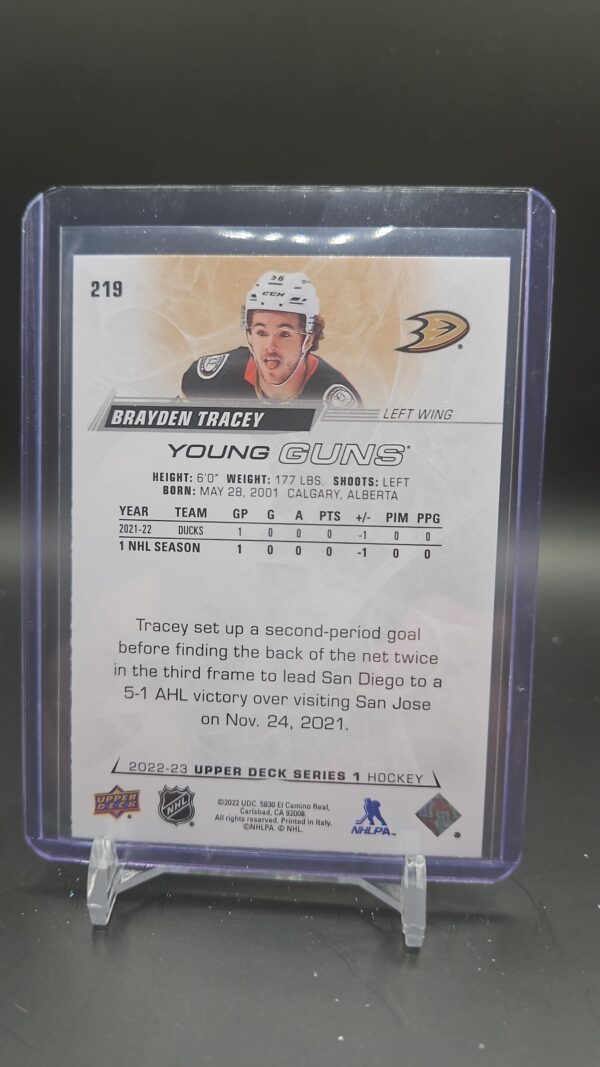 219
56
CCM
BRAYDEN TRACEY
LEFT WING
YOUNG GUNS
HEIGHT: 6'0" WEIGHT: 177 LBS. SHOOTS: LEFT
BORN: MAY 28, 2001 CALGARY, ALBERTA
YEAR TEAM GP G A PTS +/- PIM PPG
2021-22 DUCKS 1 0 0 0 -1 0 0
1 NHL SEASON 1 0 0 0 -1 0 0
Tracey set up a second-period goal
before finding the back of the net twice
in the third frame to lead San Diego to a
5-1 AHL victory over visiting San Jose
on Nov. 24, 2021.
2022-23 UPPER DECK SERIES 1 HOCKEY
UPPER
DECK
NHL
©2022 UDC. 5830 El Camino Real,
Carlsbad, CA 92008.
All rights reserved. Printed in Italy.
©NHLPA. © NHL.
NHLPA